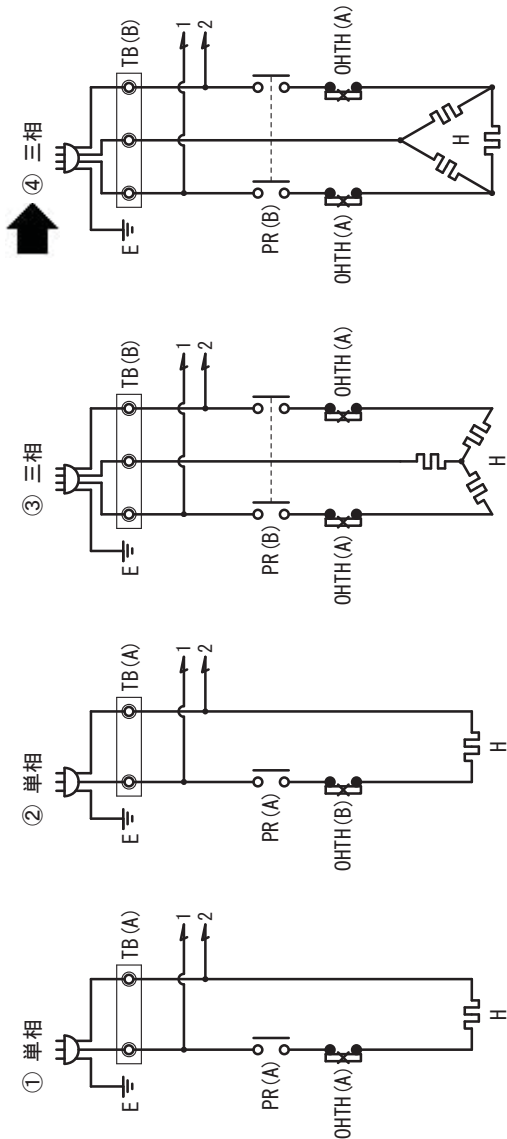 ① 単相
E
TB(A)
1
2
PR(A)
OHTH(A)
H
② 単相
E
TB(A)
1
2
PR(A)
OHTH(B)
H
③ 三相
E
TB(B)
1
2
PR(B)
OHTH(A)
OHTH(A)
H
④ 三相
E
TB(B)
1
2
PR(B)
OHTH(A)
OHTH(A)
H